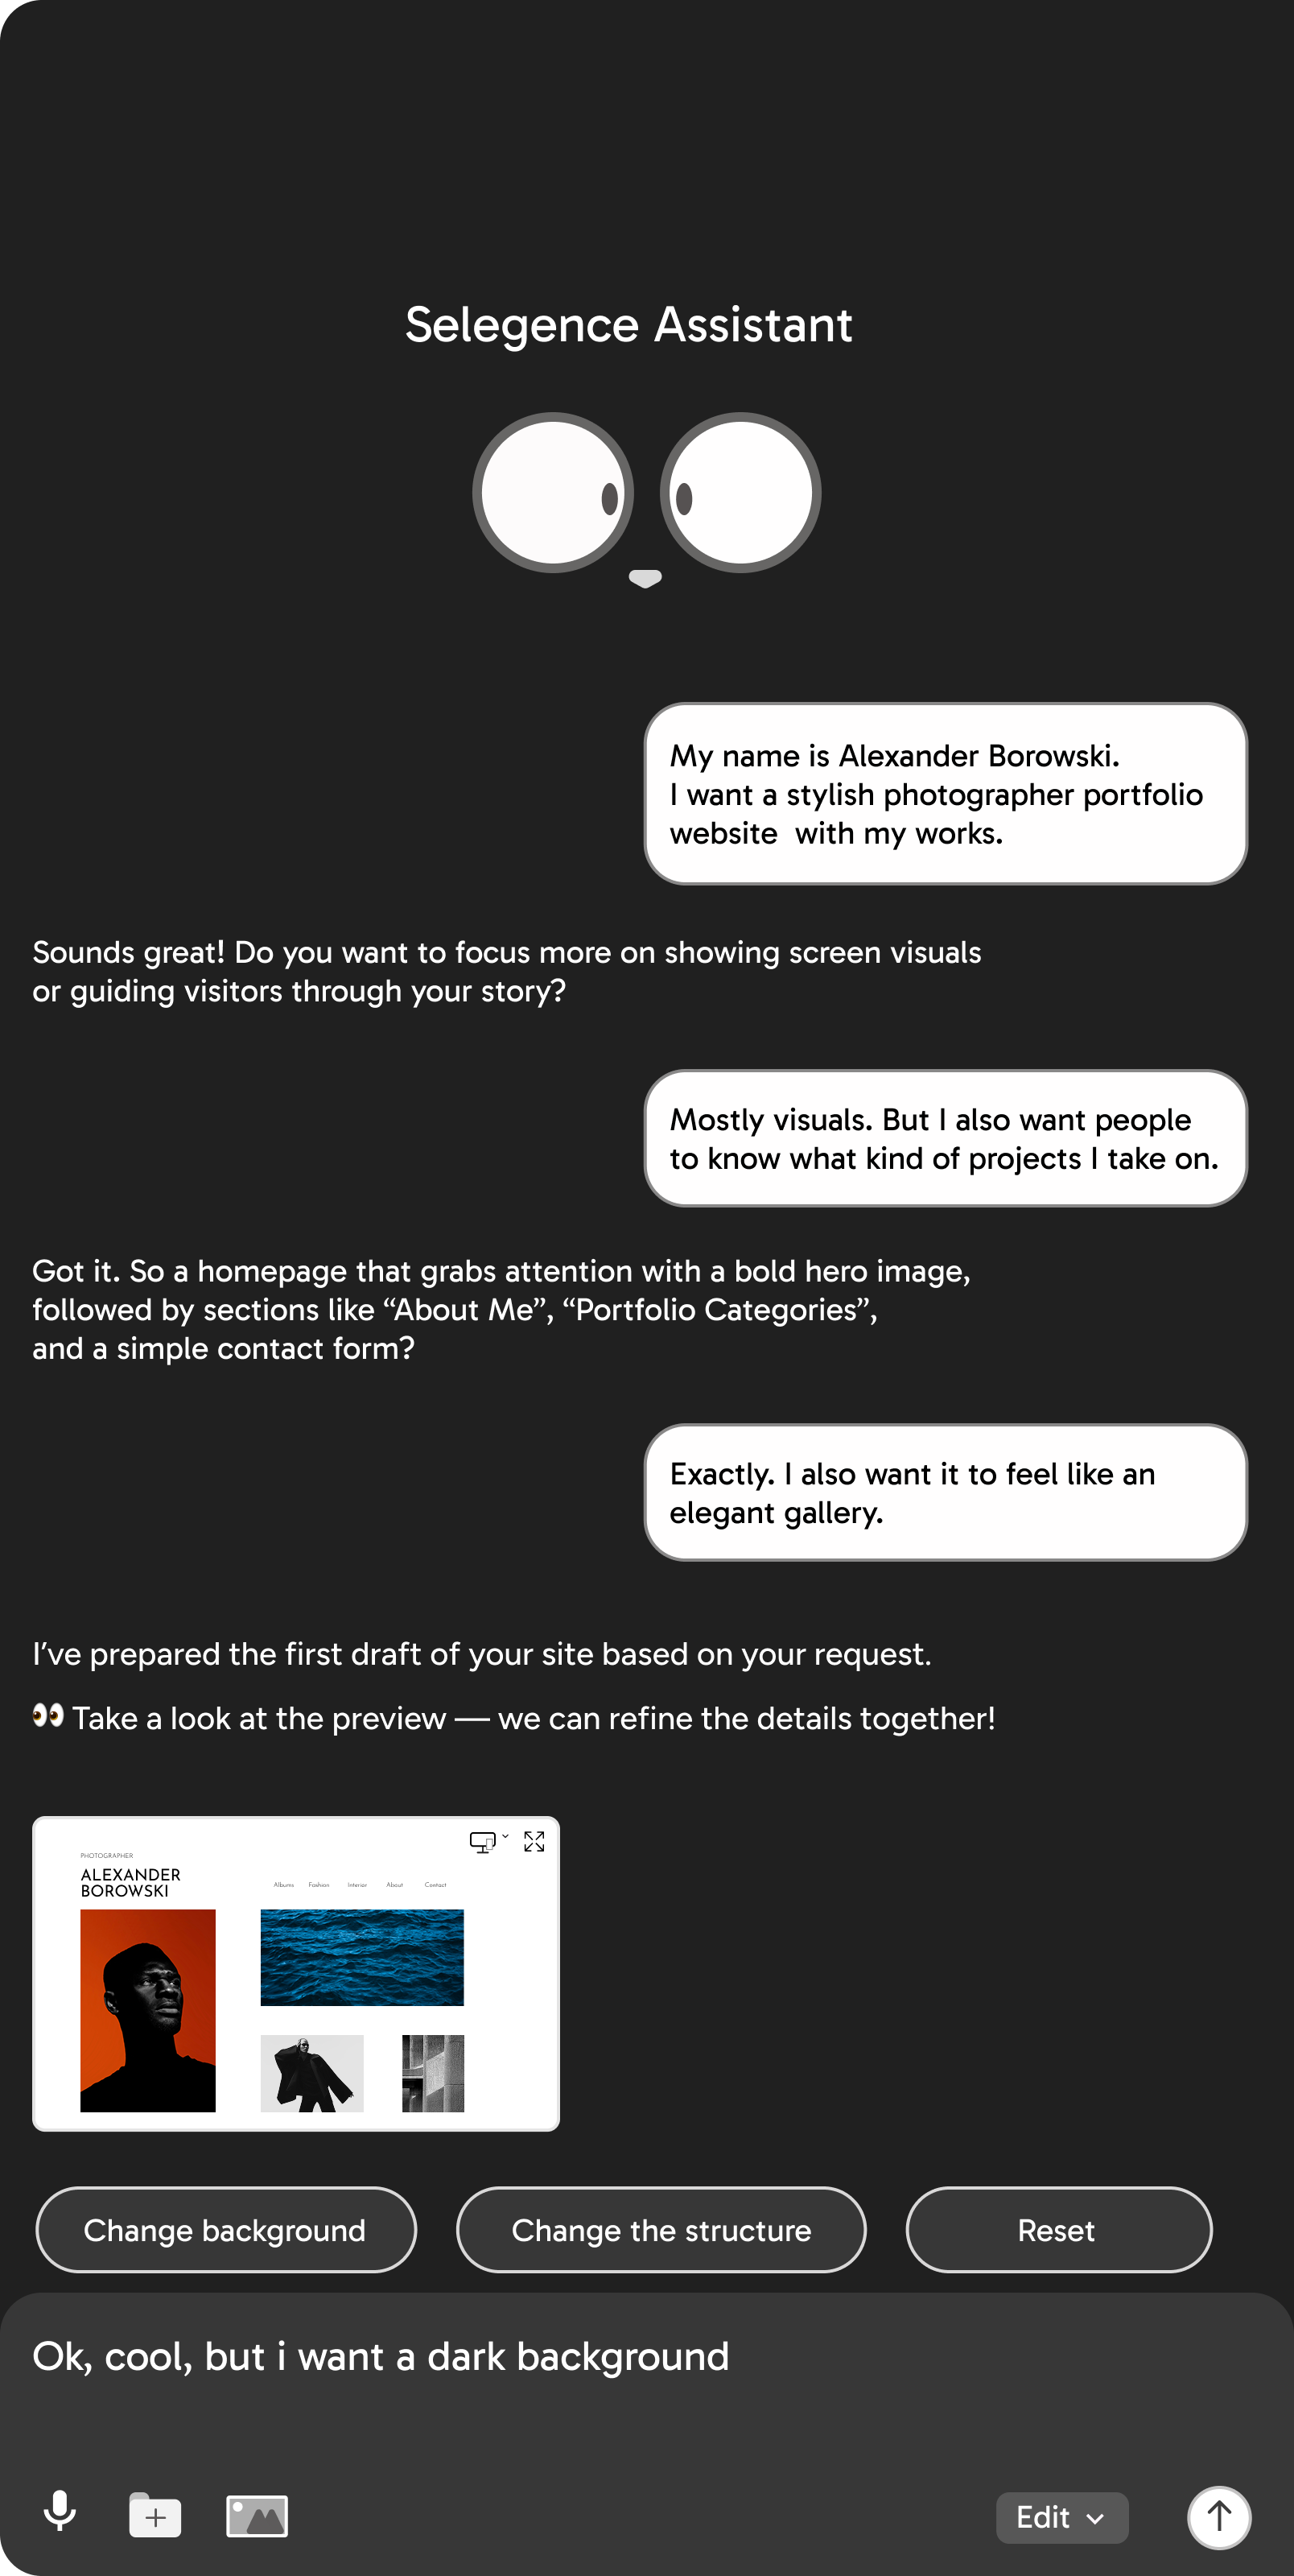 Selegence Assistant
My name is Alexander Borowski.
I want a stylish photographer portfolio
website  with my works.
Sounds great! Do you want to focus more on showing screen visuals
or guiding visitors through your story?
Mostly visuals. But I also want people
to know what kind of projects I take on.
Got it. So a homepage that grabs attention with a bold hero image,
followed by sections like “About Me”, “Portfolio Categories”,
and a simple contact form?
Exactly. I also want it to feel like an
elegant gallery.
I’ve prepared the first draft of your site based on your request.
👀 Take a look at the preview — we can refine the details together!
PHOTOGRAPHER
ALEXANDER
BOROWSKI
Albums Fashion Interior About Contact
Change background
Change the structure
Reset
Ok, cool, but i want a dark background
Edit